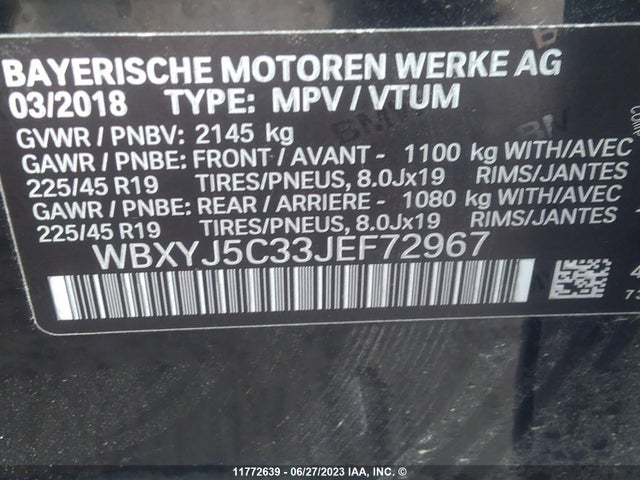 BAYERISCHE MOTOREN WERKE AG
03/2018 TYPE: MPV / VTUM
GVWR / PNBV: 2145 kg
GAWR / PNBE: FRONT / AVANT - 1100 kg WITH/AVEC
225/45 R19 TIRES/PNEUS, 8.0Jx19 RIMS/JANTES
GAWR / PNBE: REAR / ARRIERE - 1080 kg WITH/AVEC
225/45 R19 TIRES/PNEUS, 8.0Jx19 RIMS/JANTES
WBXYJ5C33JEF72967
11772639 - 06/27/2023 IAA, INC. ©